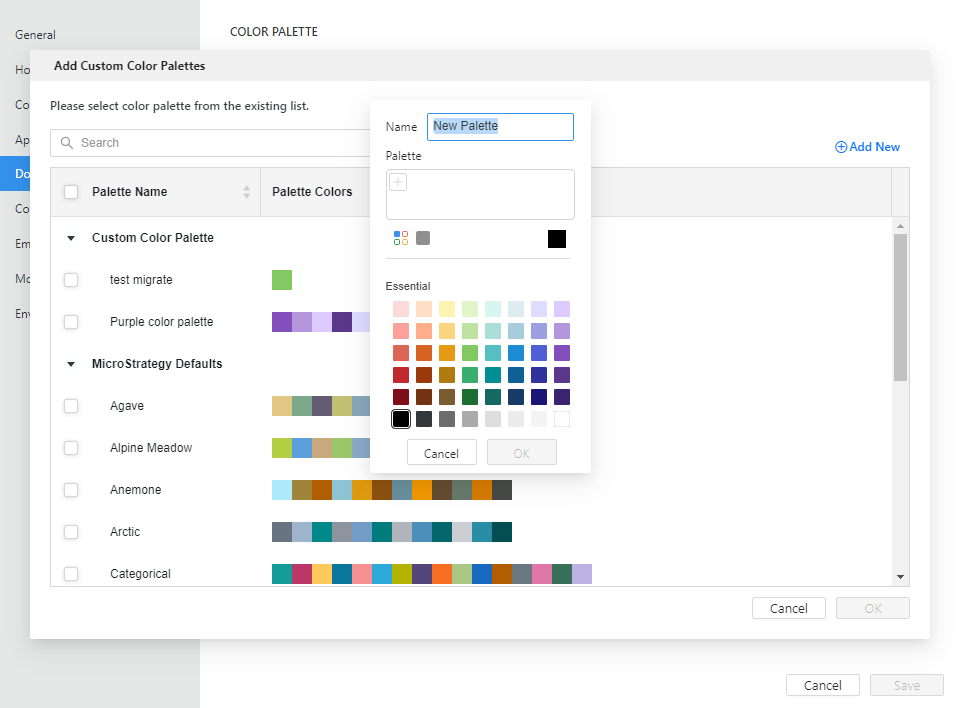 General
COLOR PALETTE
Add Custom Color Palettes
Ho
Please select color palette from the existing list.
Co
Name New Palette
Ap
Search
Add New
Palette
Do
Palette Name
Palette Colors
Co
Custom Color Palette
Em
test migrate
Mo
Essential
Env
Purple color palette
MicroStrategy Defaults
Agave
Alpine Meadow
Cancel
OK
Anemone
Arctic
Categorical
Cancel
OK
Cancel
Save